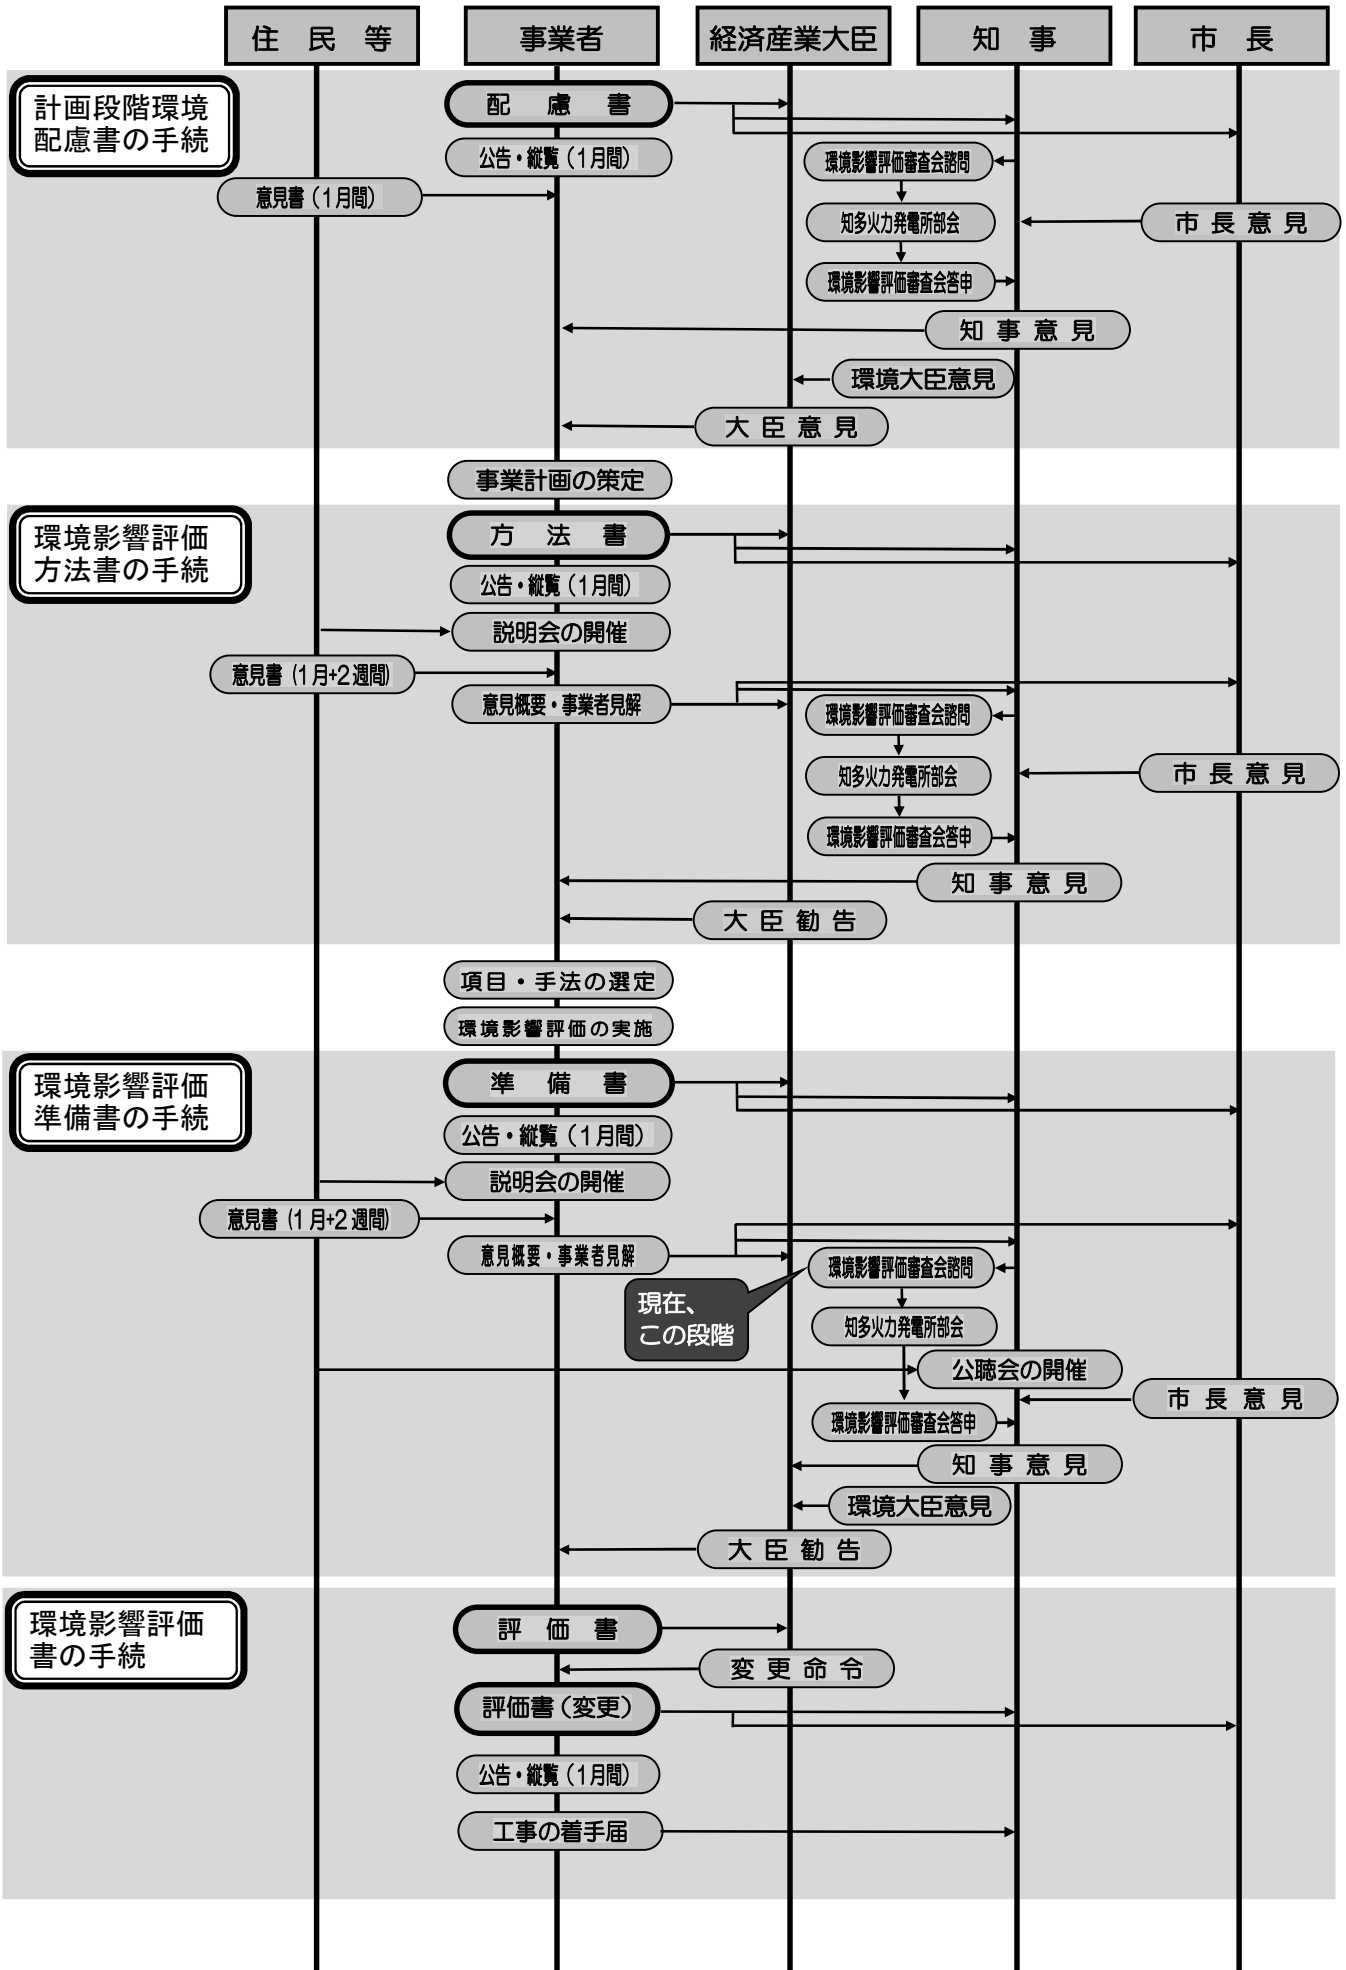 住　民　等
事業者
経済産業大臣
知　事
市　長
計画段階環境
配慮書の手続
配　慮　書
公告・縦覧（１月間）
環境影響評価審査会諮問
意見書（１月間）
知多火力発電所部会
市 長 意 見
環境影響評価審査会答申
知 事 意 見
環境大臣意見
大 臣 意 見
事業計画の策定
環境影響評価
方法書の手続
方　法　書
公告・縦覧（１月間）
説明会の開催
意見書（１月+２週間）
意見概要・事業者見解
環境影響評価審査会諮問
知多火力発電所部会
市 長 意 見
環境影響評価審査会答申
知 事 意 見
大 臣 勧 告
項目・手法の選定
環境影響評価の実施
環境影響評価
準備書の手続
準　備　書
公告・縦覧（１月間）
説明会の開催
意見書（１月+２週間）
意見概要・事業者見解
環境影響評価審査会諮問
現在、
この段階
知多火力発電所部会
公聴会の開催
市 長 意 見
環境影響評価審査会答申
知 事 意 見
環境大臣意見
大 臣 勧 告
環境影響評価
書の手続
評　価　書
変 更 命 令
評価書（変更）
公告・縦覧（１月間）
工事の着手届